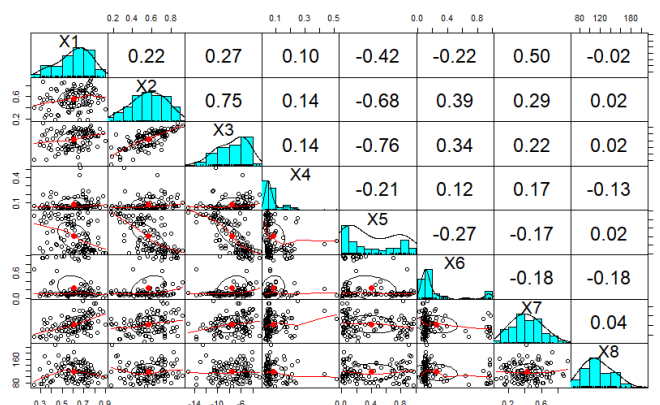 0.2 0.4 0.6 0.8 0.1 0.3 0.5 0.0 0.4 0.8 80 120 180
X1 0.22 0.27 0.10 -0.42 -0.22 0.50 -0.02
0.2 0.6 X2 0.75 0.14 -0.68 0.39 0.29 0.02
X3 0.14 -0.76 0.34 0.22 0.02
0.0 0.4 X4 -0.21 0.12 0.17 -0.13
X5 -0.27 -0.17 0.02
0.0 0.6 X6 -0.18 -0.18
X7 0.04
80 160 X8
0.3 0.5 0.7 0.9 -14 -10 -6 0.0 0.4 0.8 0.2 0.6